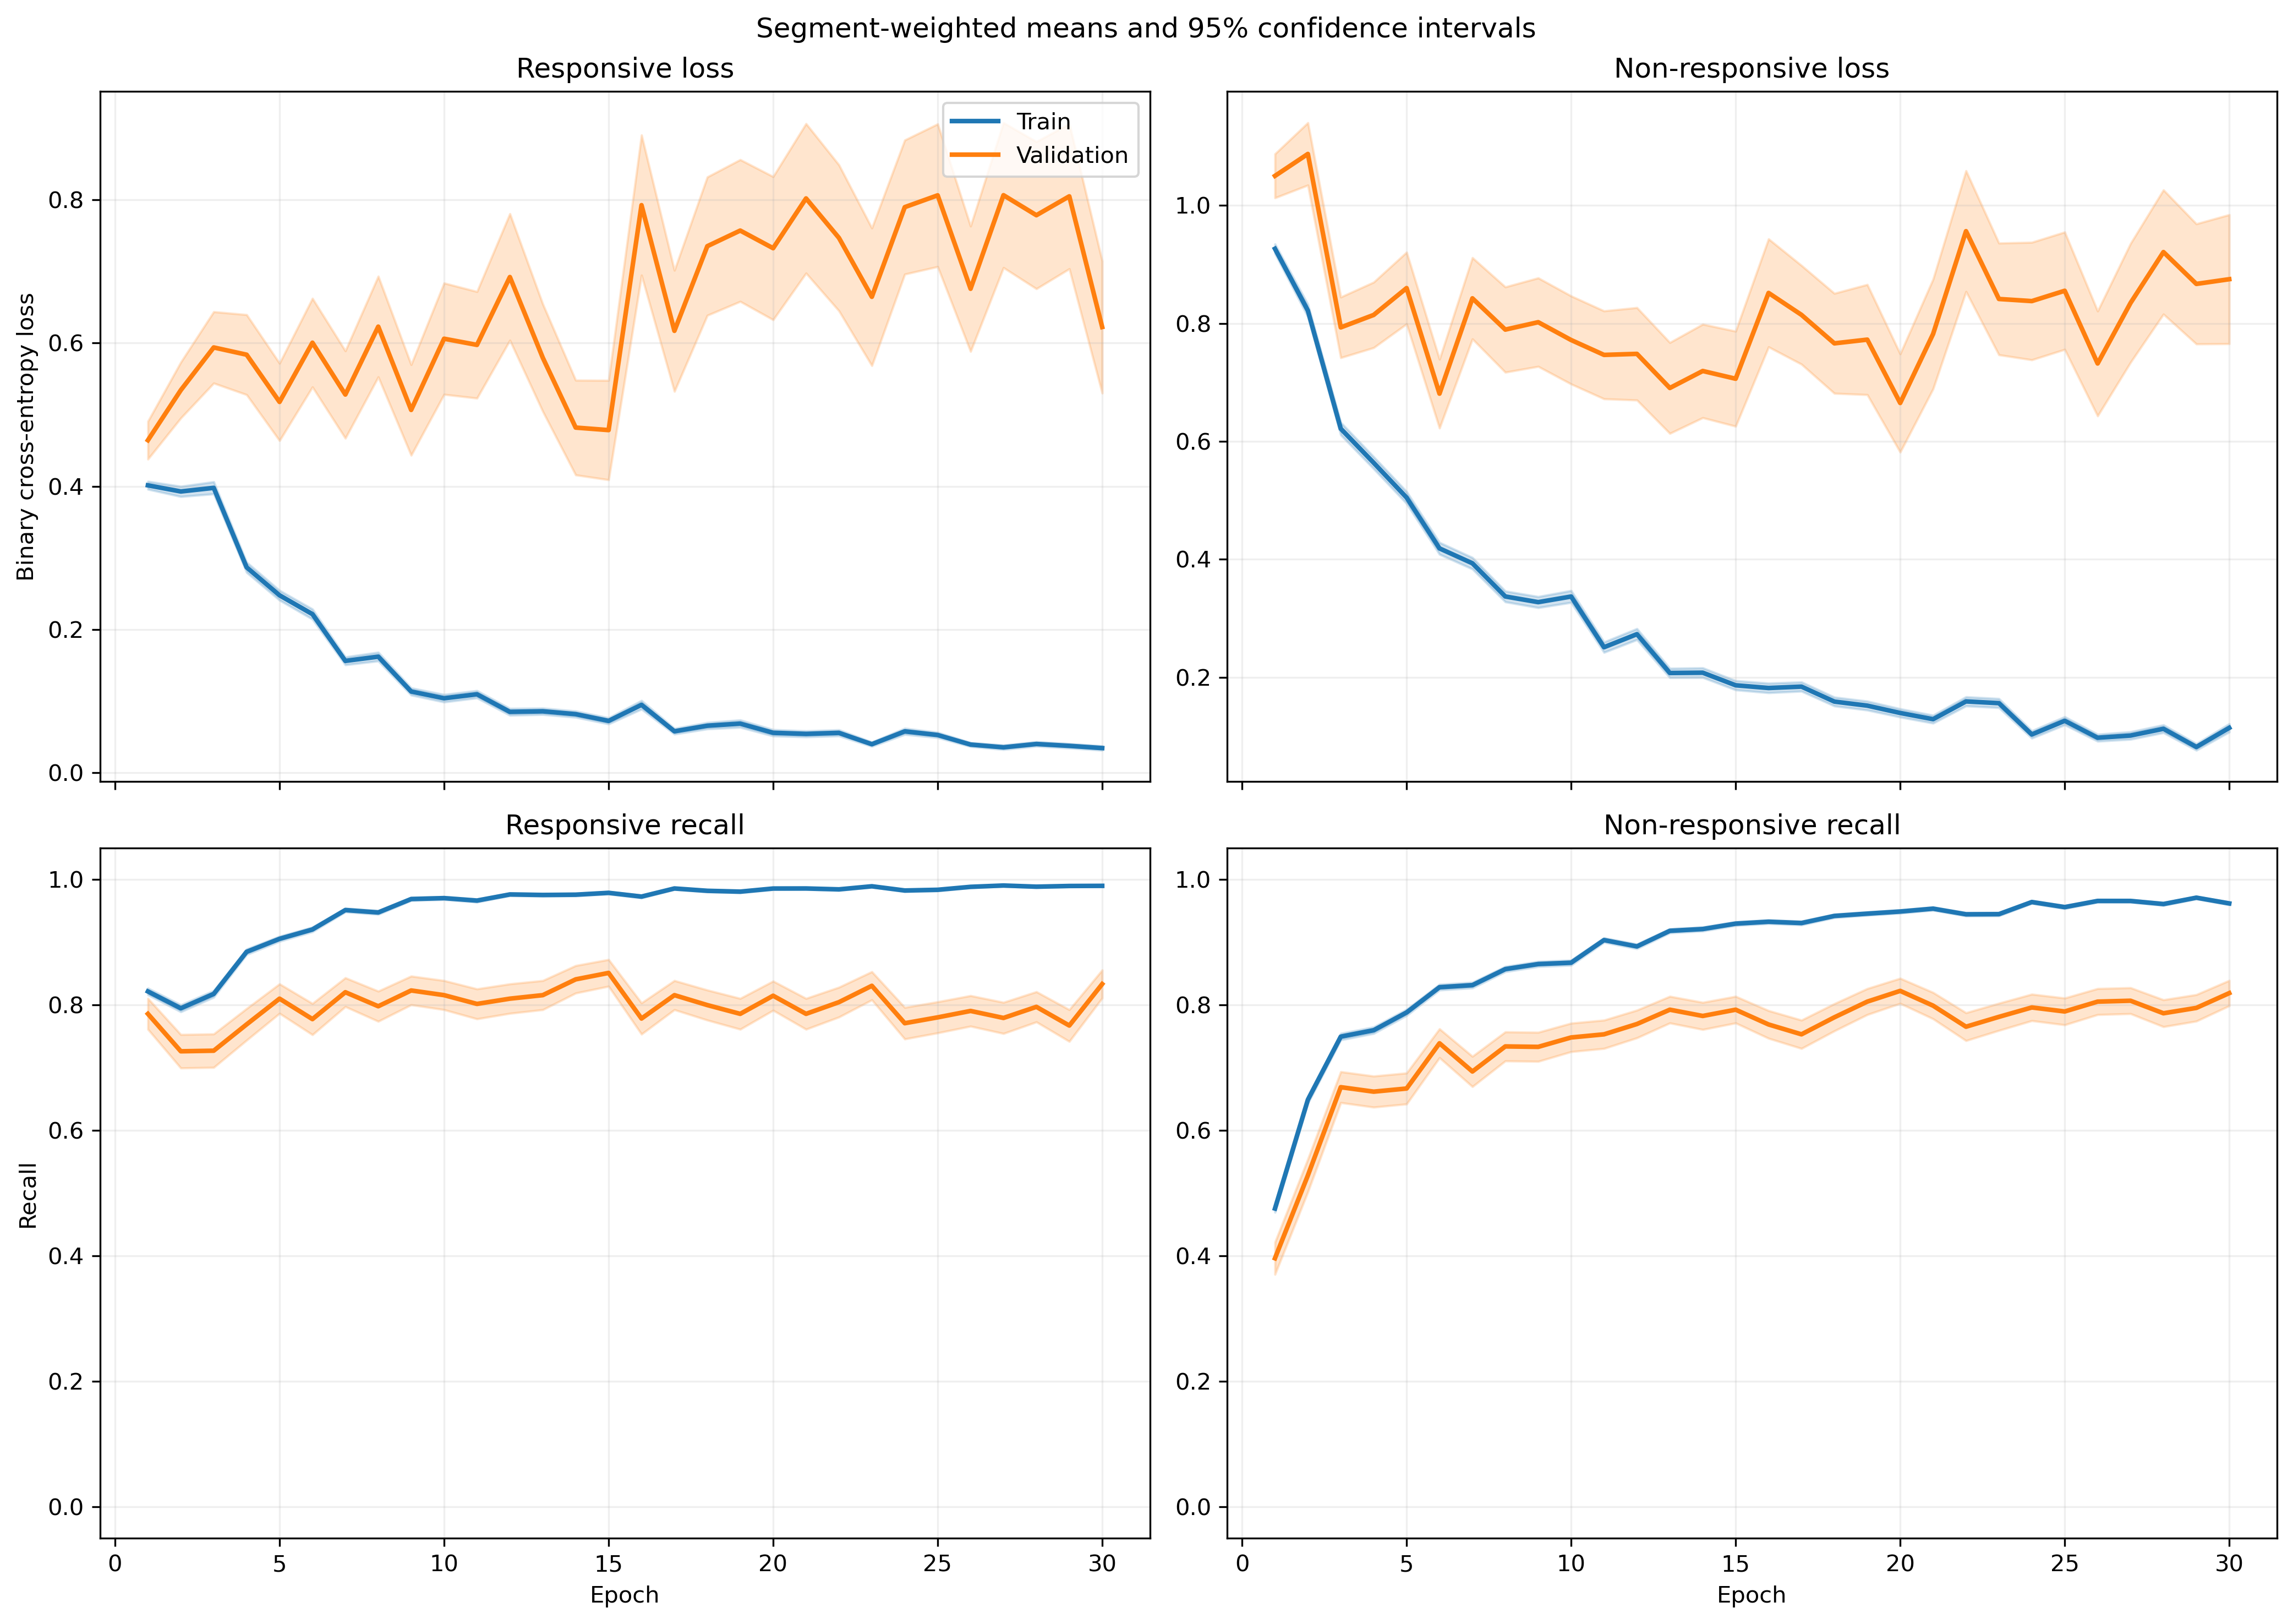 Segment-weighted means and 95% confidence intervals
Responsive loss
Non-responsive loss
Train
Validation
Binary cross-entropy loss
0.8
0.6
0.4
0.2
0.0
1.0
0.8
0.6
0.4
0.2
Responsive recall
Non-responsive recall
Recall
1.0
0.8
0.6
0.4
0.2
0.0
1.0
0.8
0.6
0.4
0.2
0.0
0 5 10 15 20 25 30
0 5 10 15 20 25 30
Epoch
Epoch